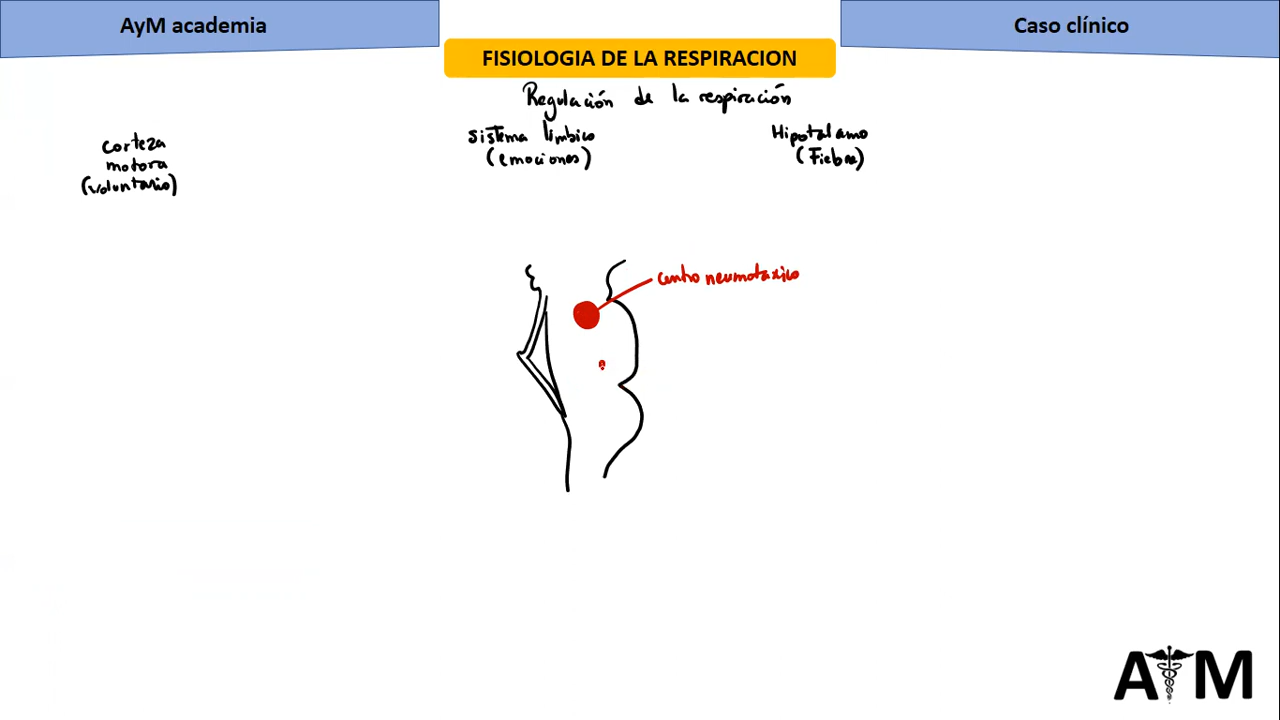 AyM academia
Caso clínico
FISIOLOGIA DE LA RESPIRACION
Regulación de la respiración
corteza
motora
(voluntario)
Sistema límbico
(emociones)
Hipotalamo
(Fiebre)
centro neumotaxico
AM